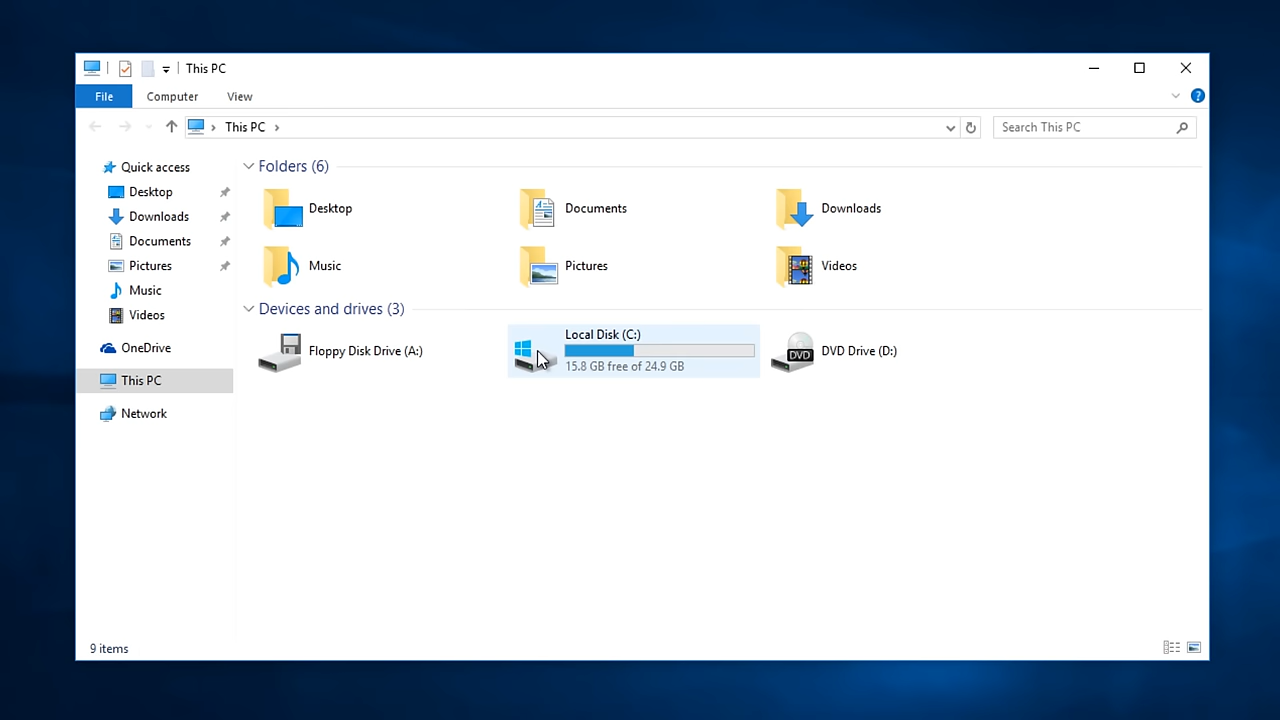 This PC
File Computer View
This PC
Search This PC
Quick access
Desktop
Downloads
Documents
Pictures
Music
Videos
OneDrive
This PC
Network
Folders (6)
Desktop
Documents
Downloads
Music
Pictures
Videos
Devices and drives (3)
Floppy Disk Drive (A:)
Local Disk (C:)
15.8 GB free of 24.9 GB
DVD
DVD Drive (D:)
9 items